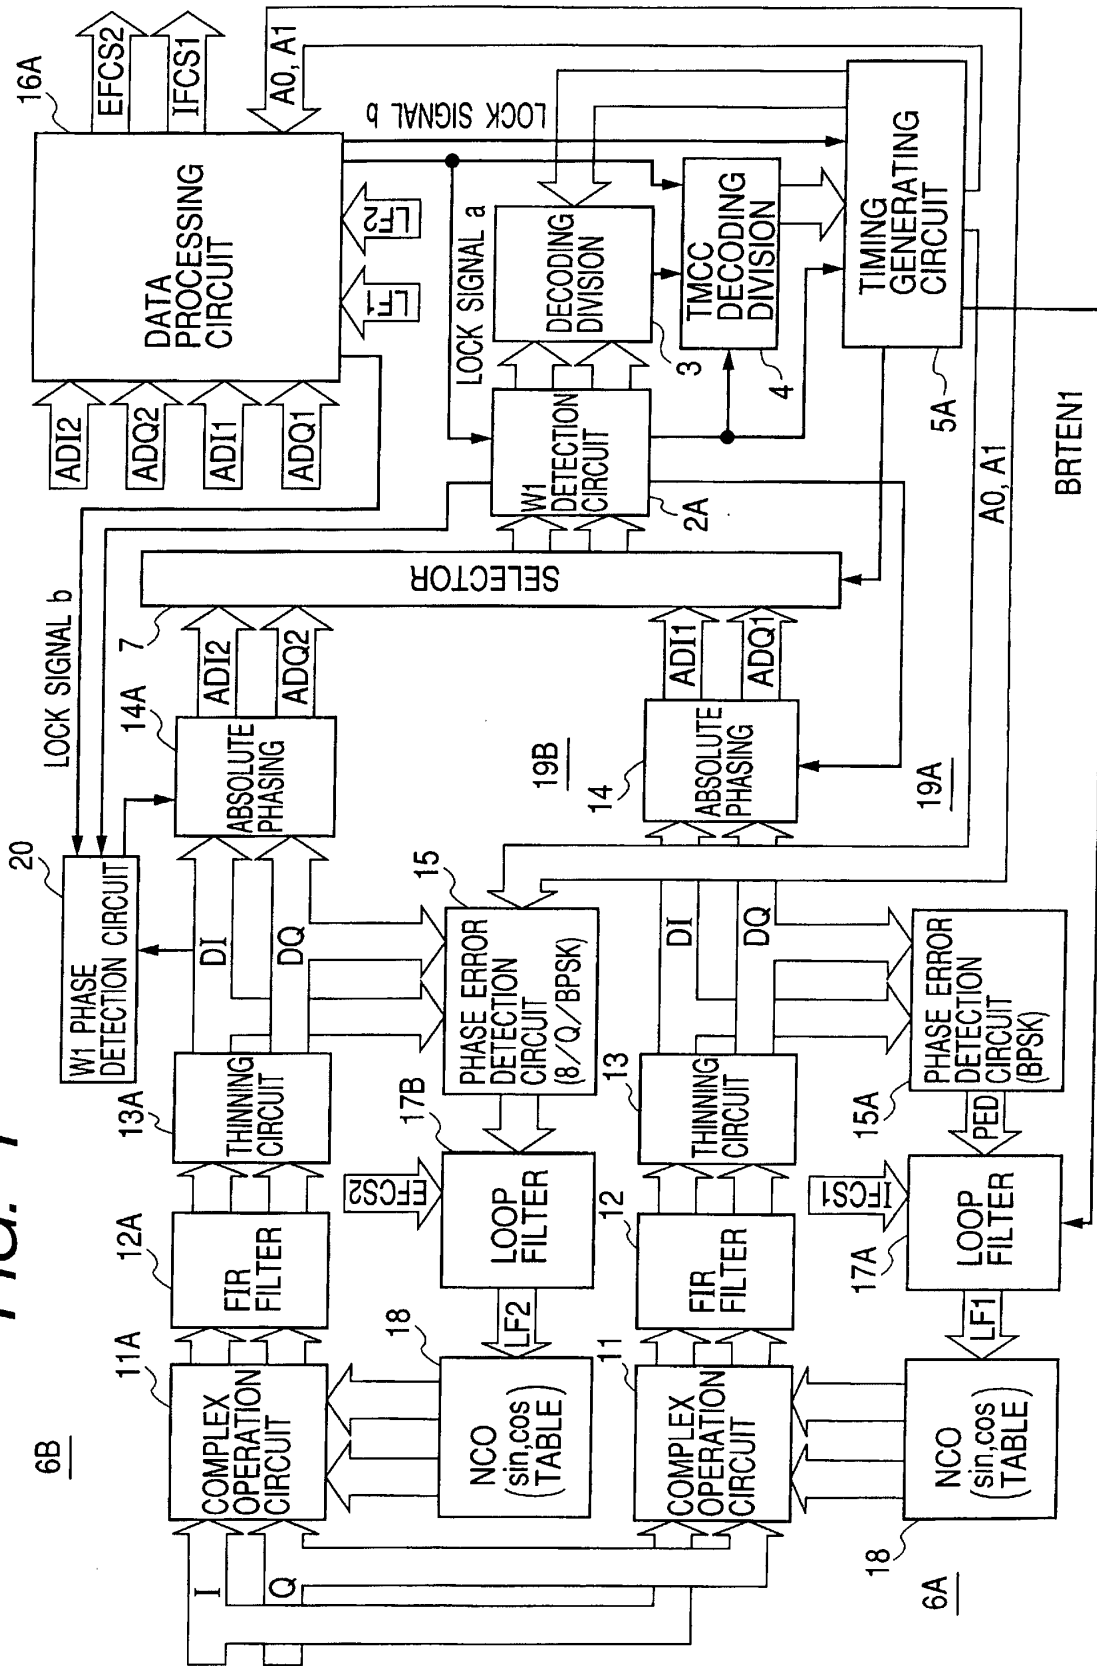 FIG. 1
6B
11A
COMPLEX
OPERATION
CIRCUIT
12A
FIR
FILTER
13A
THINNING
CIRCUIT
20
W1 PHASE
DETECTION CIRCUIT
LOCK SIGNAL b
14A
ABSOLUTE
PHASING
I
Q
DI
DQ
ADI2
ADQ2
7
SELECTOR
18
NCO
(sin,cos
TABLE)
LF2
EFCS2
17B
LOOP
FILTER
15
PHASE ERROR
DETECTION
CIRCUIT
(8/Q/BPSK)
19B
11
COMPLEX
OPERATION
CIRCUIT
12
FIR
FILTER
13
THINNING
CIRCUIT
DI
DQ
14
ABSOLUTE
PHASING
ADI1
ADQ1
19A
18
NCO
(sin,cos
TABLE)
6A
LF1
IFCS1
17A
LOOP
FILTER
PED
15A
PHASE ERROR
DETECTION
CIRCUIT
(BPSK)
16A
DATA
PROCESSING
CIRCUIT
ADI2
ADQ2
ADI1
ADQ1
LF1
LF2
EFCS2
IFCS1
A0, A1
LOCK SIGNAL b
LOCK SIGNAL a
W1
DETECTION
CIRCUIT
2A
DECODING
DIVISION
3
TMCC
DECODING
DIVISION
4
TIMING
GENERATING
CIRCUIT
5A
A0, A1
BRTEN1